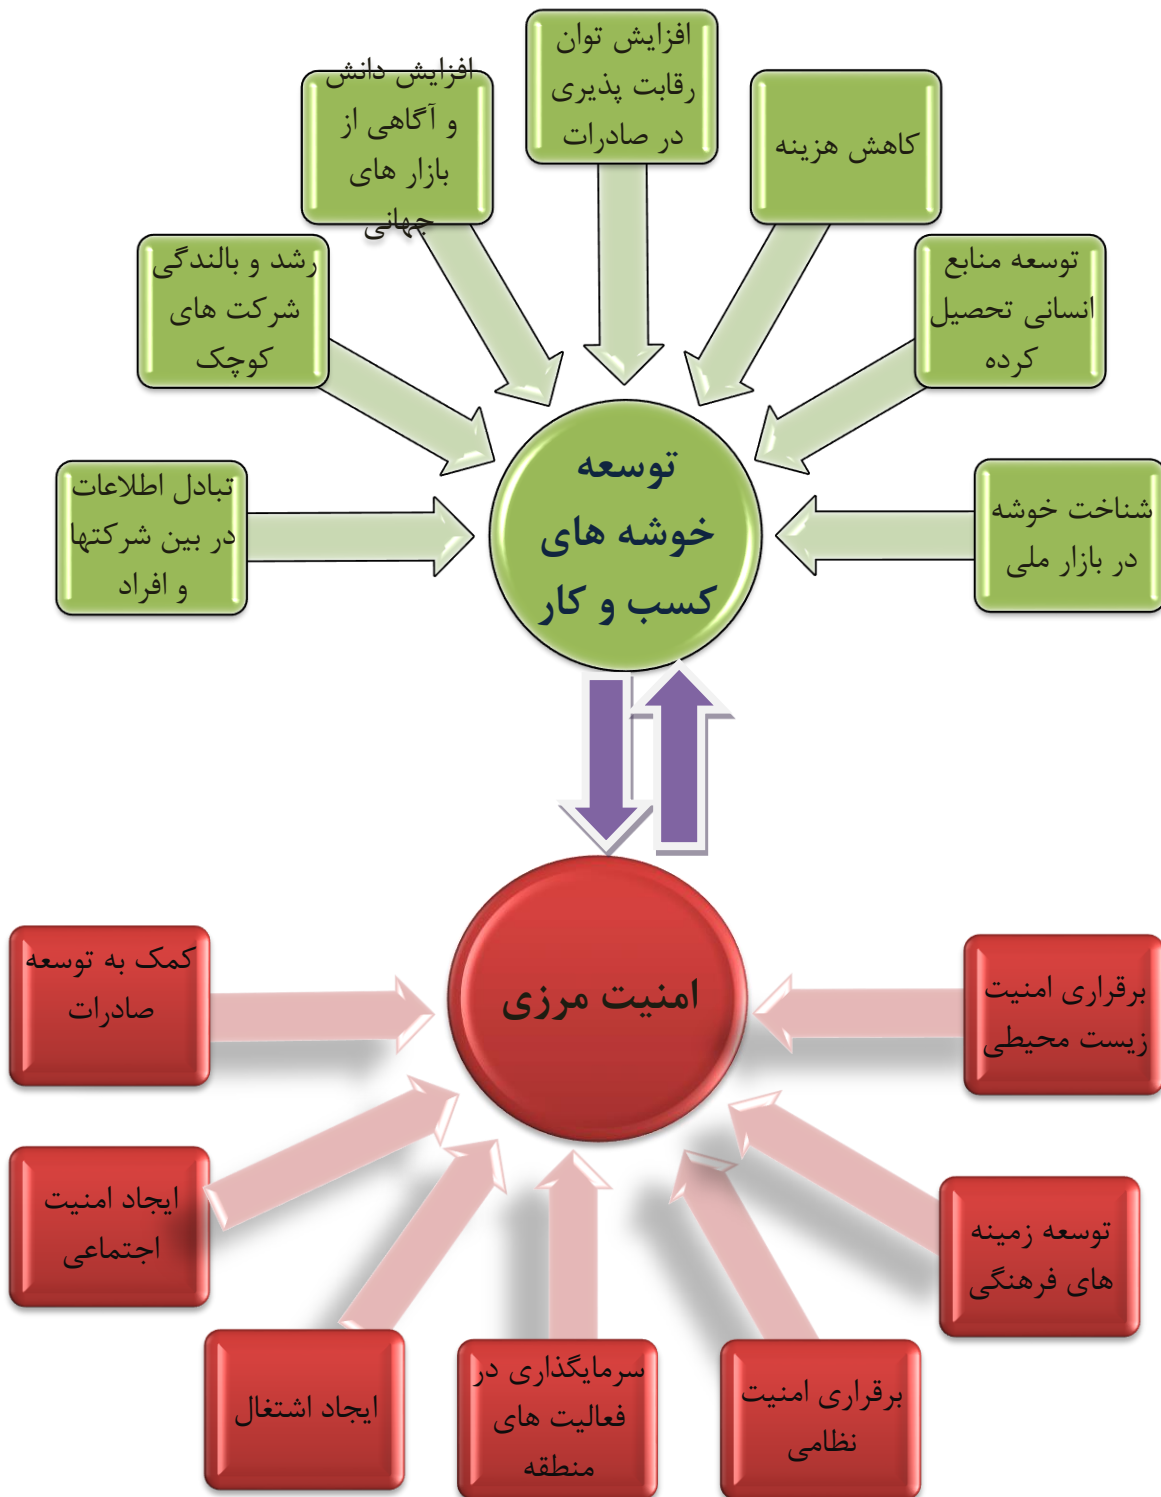 افزایش توان
رقابت پذیری
در صادرات
کاهش هزینه
افزایش دانش
و آگاهی از
بازار های
جهانی
توسعه منابع
انسانی تحصیل
کرده
رشد و بالندگی
شرکت های
کوچک
شناخت خوشه
در بازار ملی
تبادل اطلاعات
در بین شرکتها
و افراد
توسعه
خوشه های
کسب و کار
امنیت مرزی
برقراری امنیت
زیست محیطی
کمک به توسعه
صادرات
توسعه زمینه
های فرهنگی
ایجاد امنیت
اجتماعی
برقراری امنیت
نظامی
سرمایگذاری در
فعالیت های
منطقه
ایجاد اشتغال